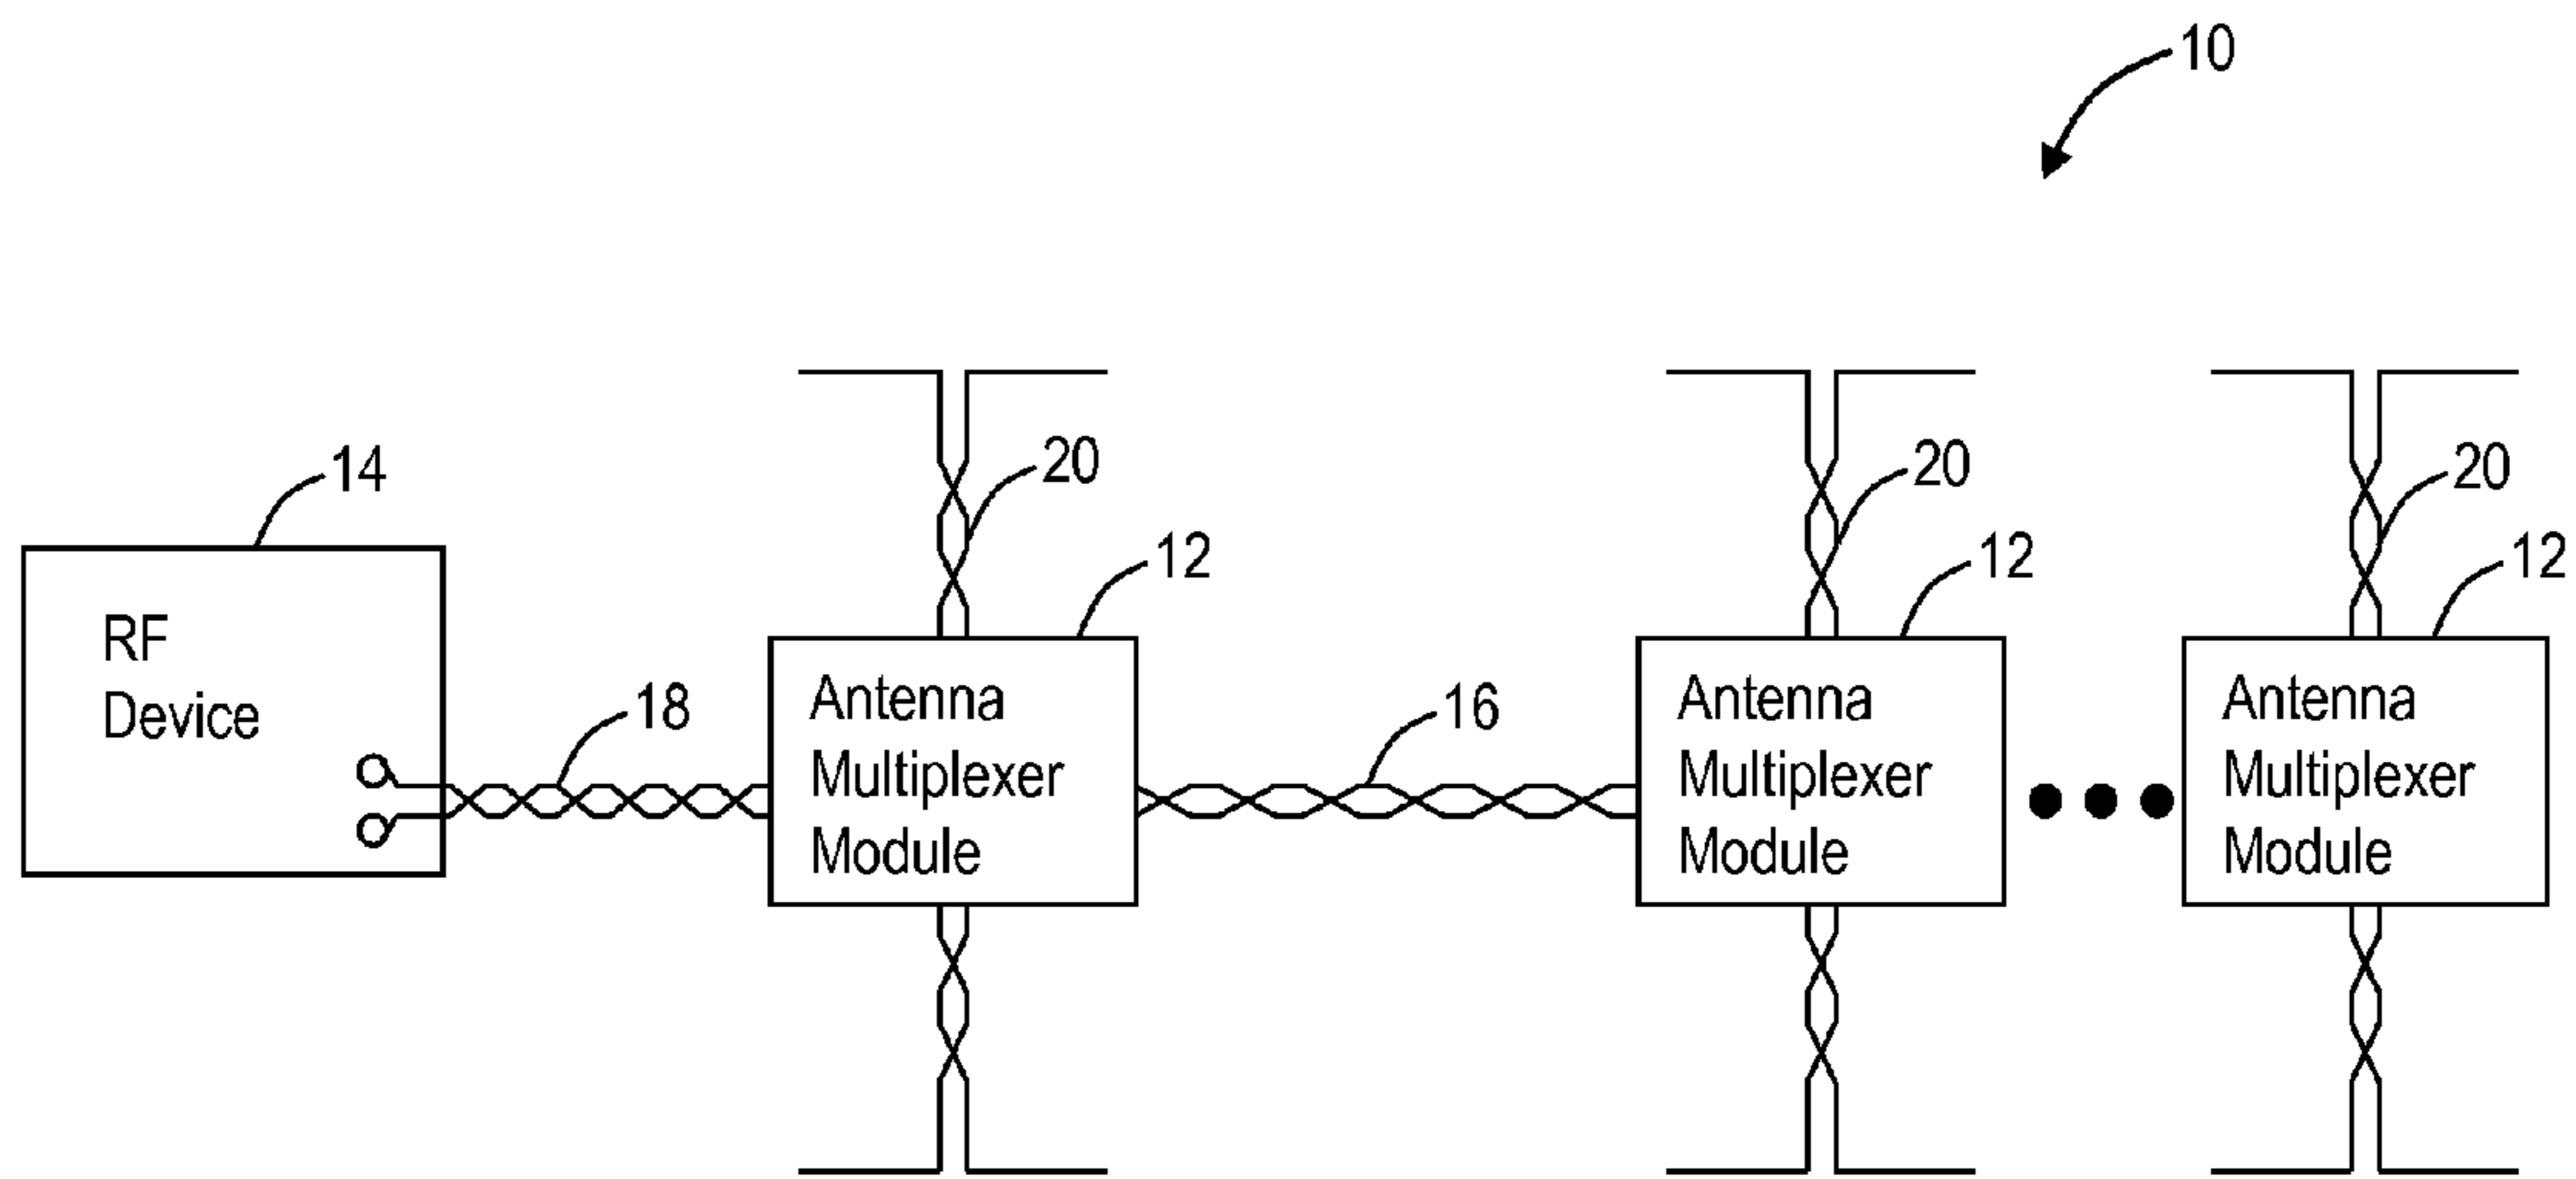 10
14
20
20
20
12
12
12
RF
Device
18
Antenna
Multiplexer
Module
16
Antenna
Multiplexer
Module
Antenna
Multiplexer
Module